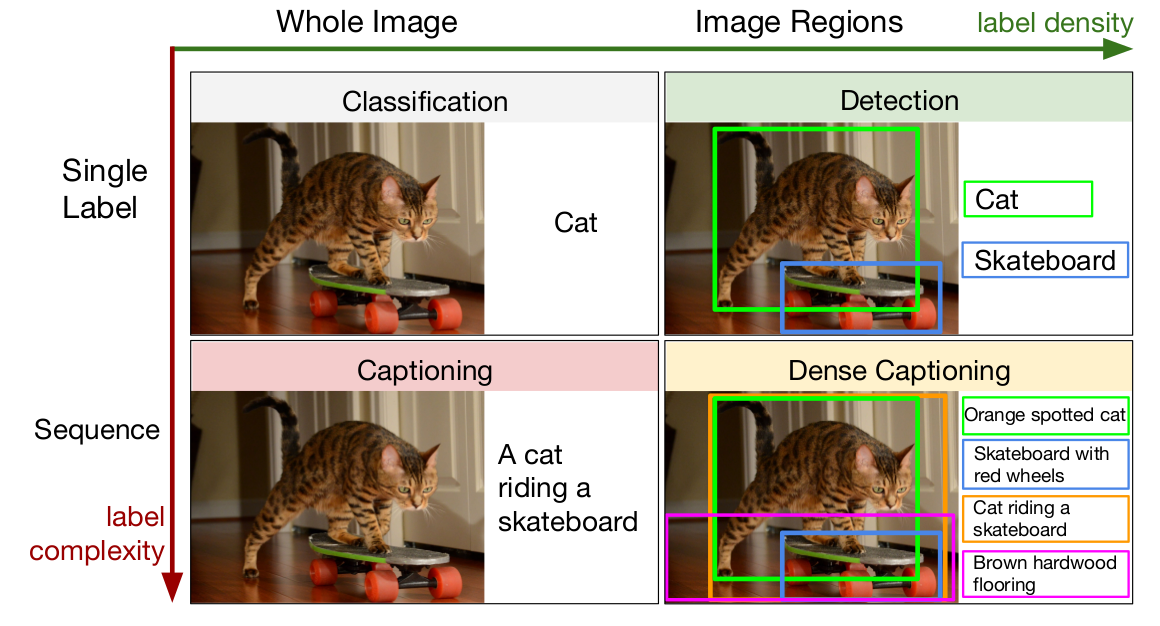 Whole Image
Image Regions
label density
Single
Label
Classification
Cat
Detection
Cat
Skateboard
Sequence
label
complexity
Captioning
A cat
riding a
skateboard
Dense Captioning
Orange spotted cat
Skateboard with
red wheels
Cat riding a
skateboard
Brown hardwood
flooring